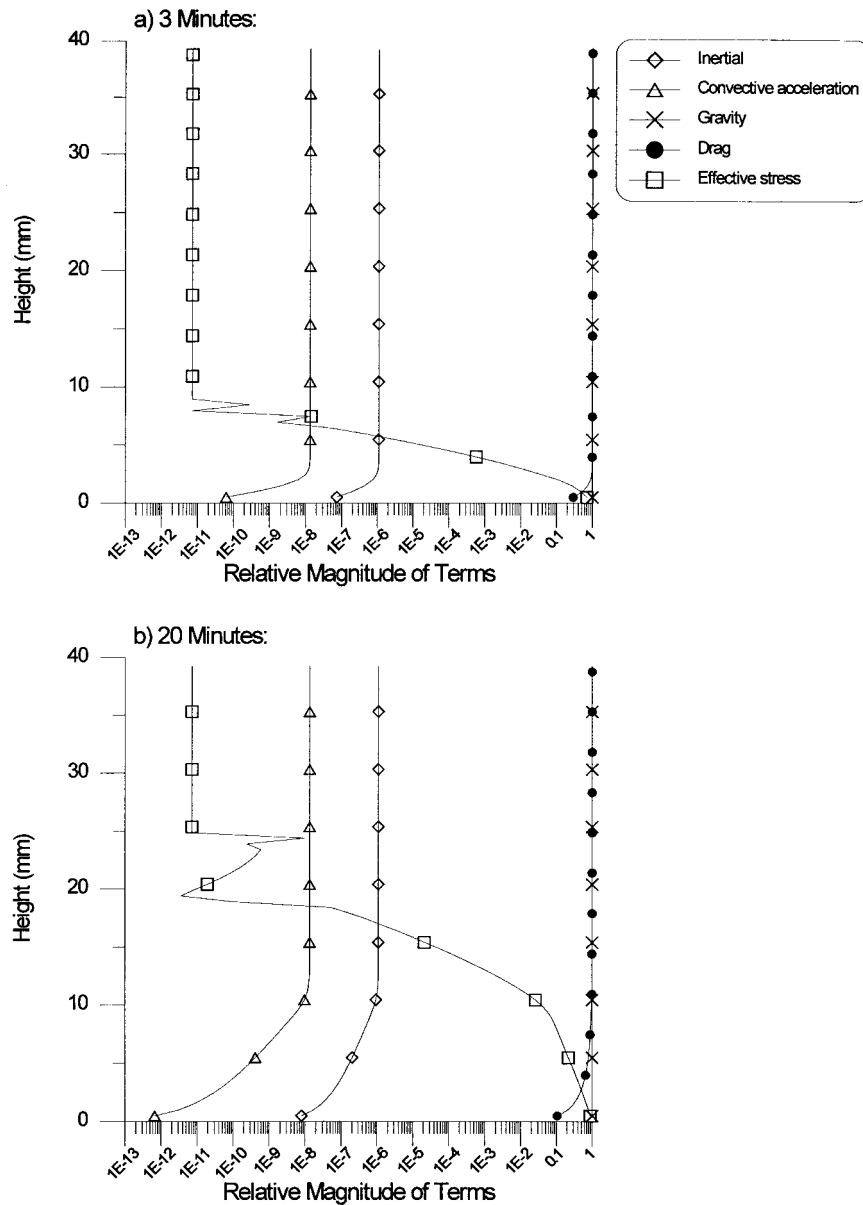 a) 3 Minutes:
40
30
20
10
0
Height (mm)
1E-13
1E-12
1E-11
1E-10
1E-9
1E-8
1E-7
1E-6
1E-5
1E-4
1E-3
1E-2
0.1
1
Relative Magnitude of Terms
Inertial
Convective acceleration
Gravity
Drag
Effective stress
b) 20 Minutes:
40
30
20
10
0
Height (mm)
1E-13
1E-12
1E-11
1E-10
1E-9
1E-8
1E-7
1E-6
1E-5
1E-4
1E-3
1E-2
0.1
1
Relative Magnitude of Terms